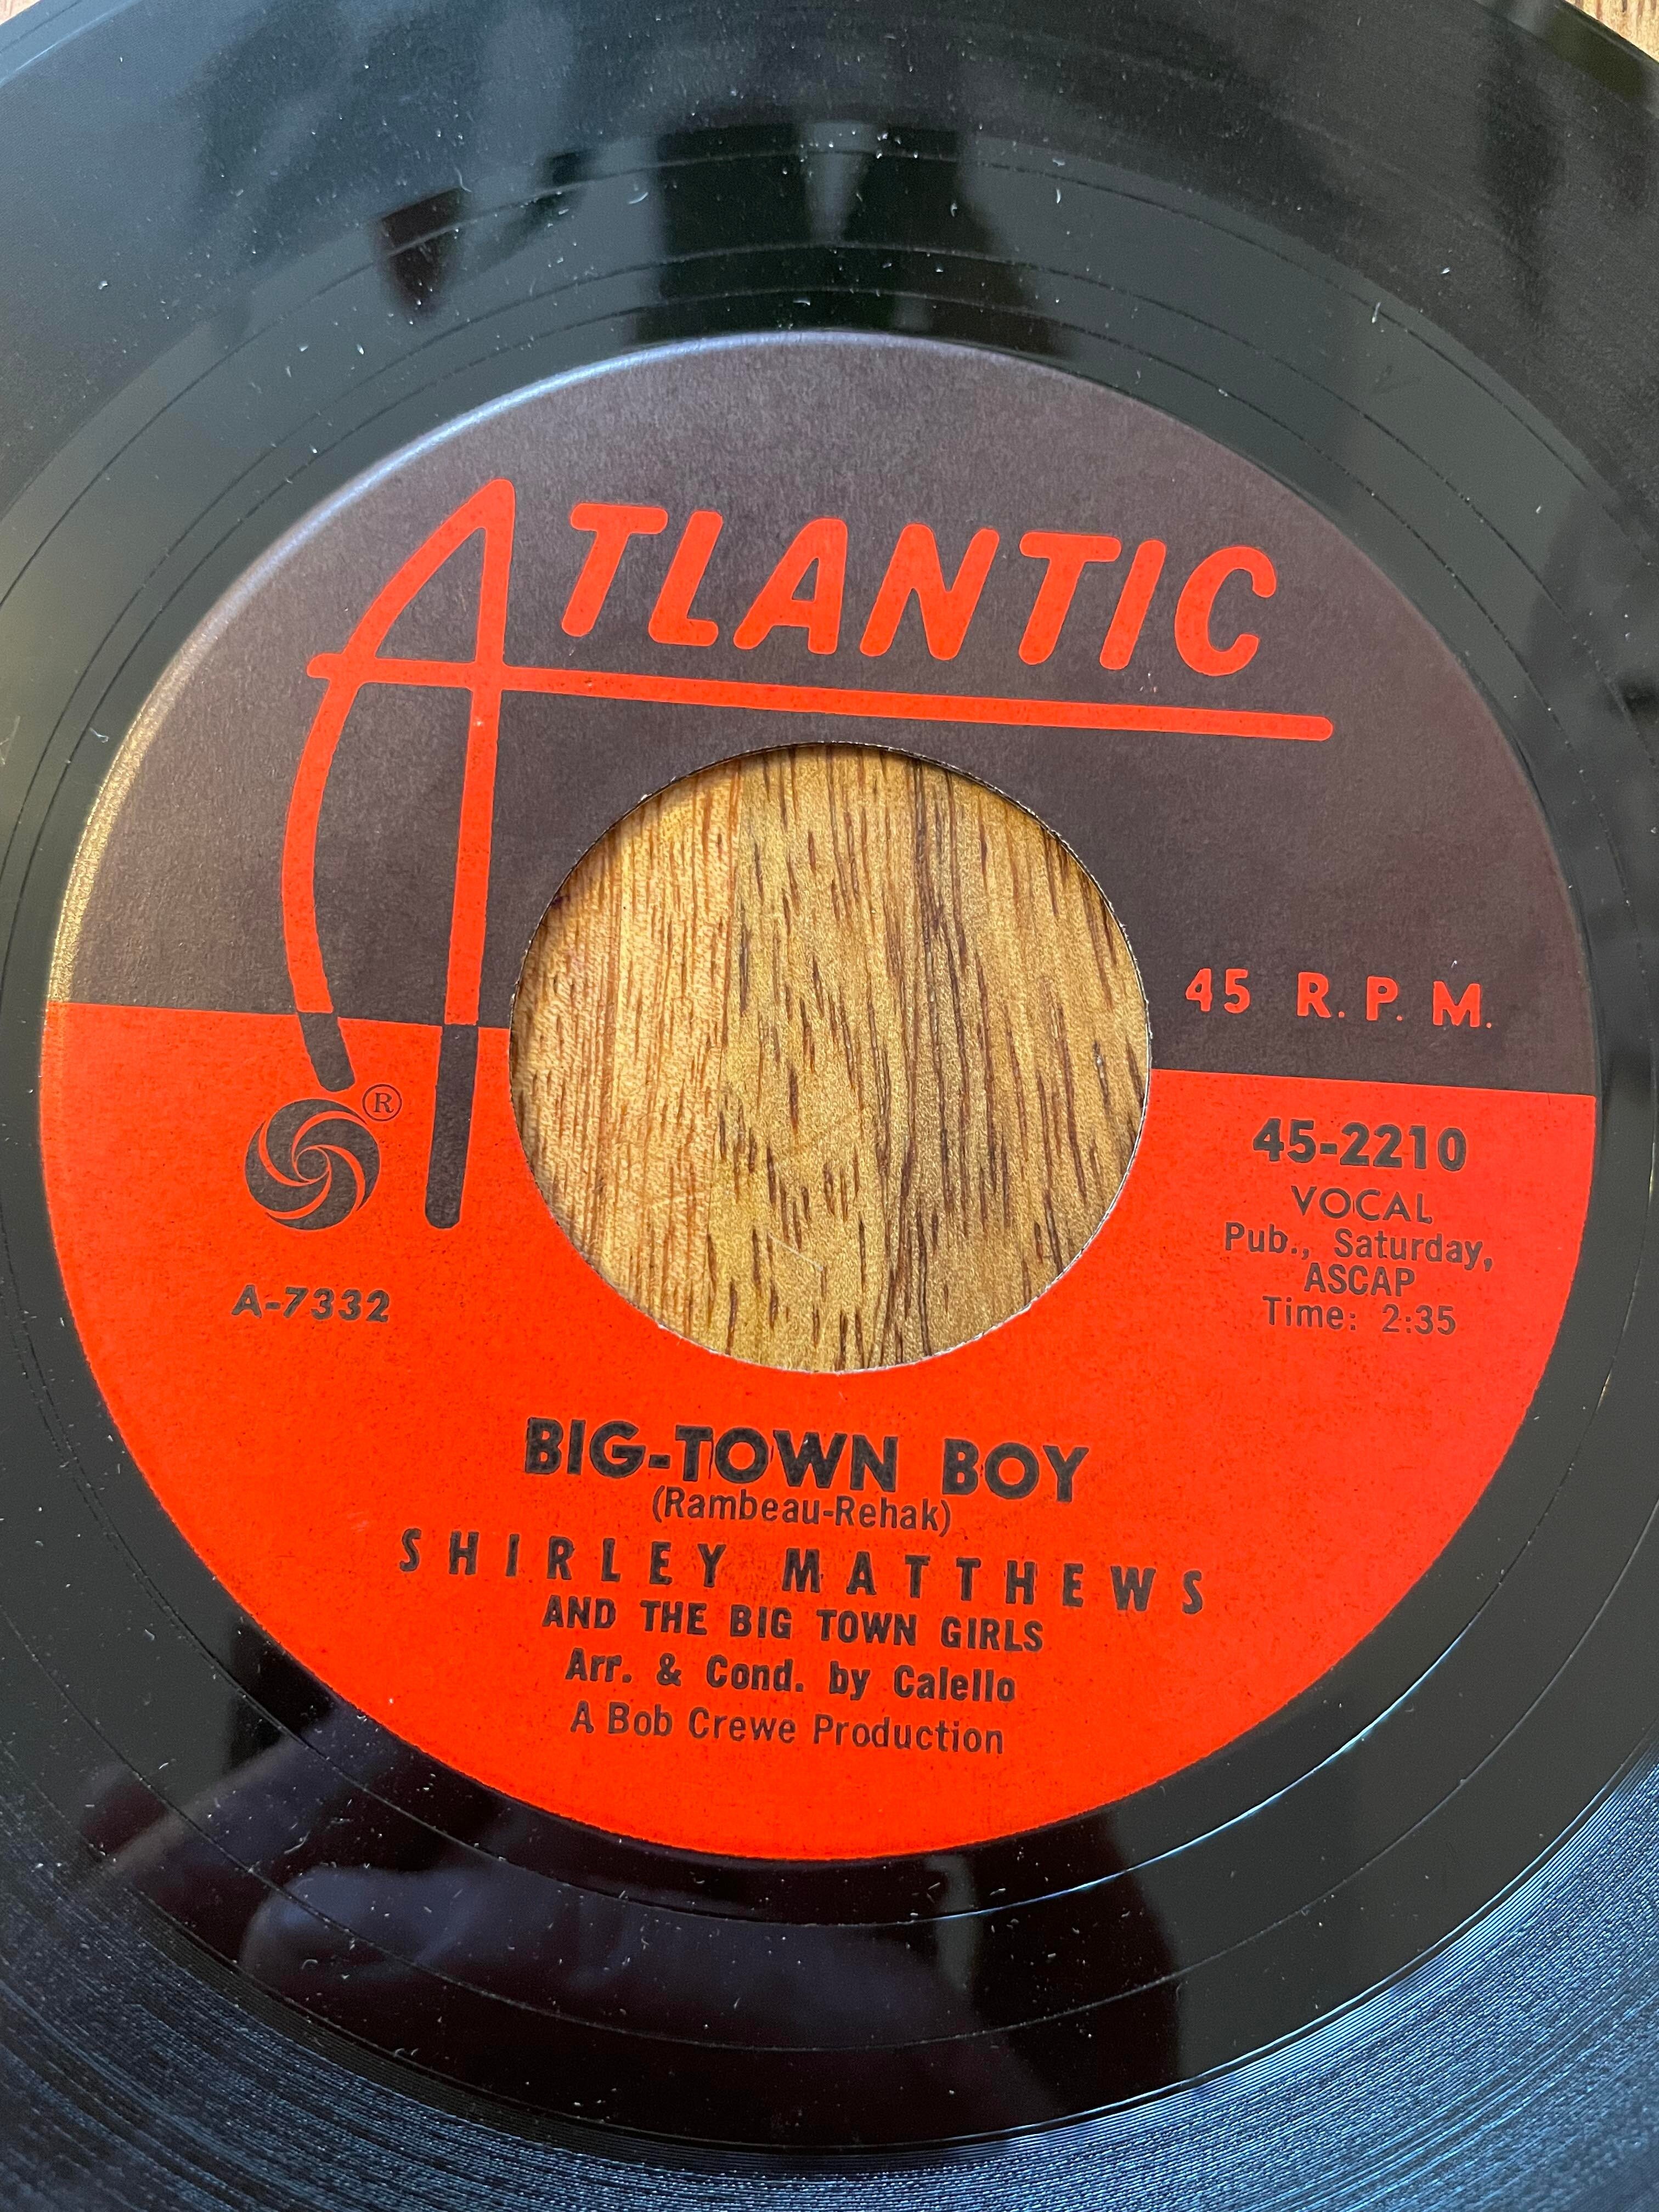 ATLANTIC
45 R.P.M.
®
45-2210
VOCAL
Pub., Saturday,
ASCAP
Time: 2:35
A-7332
BIG-TOWN BOY
(Rambeau-Rehak)
SHIRLEY MATTHEWS
AND THE BIG TOWN GIRLS
Arr. & Cond. by Calello
A Bob Crewe Production